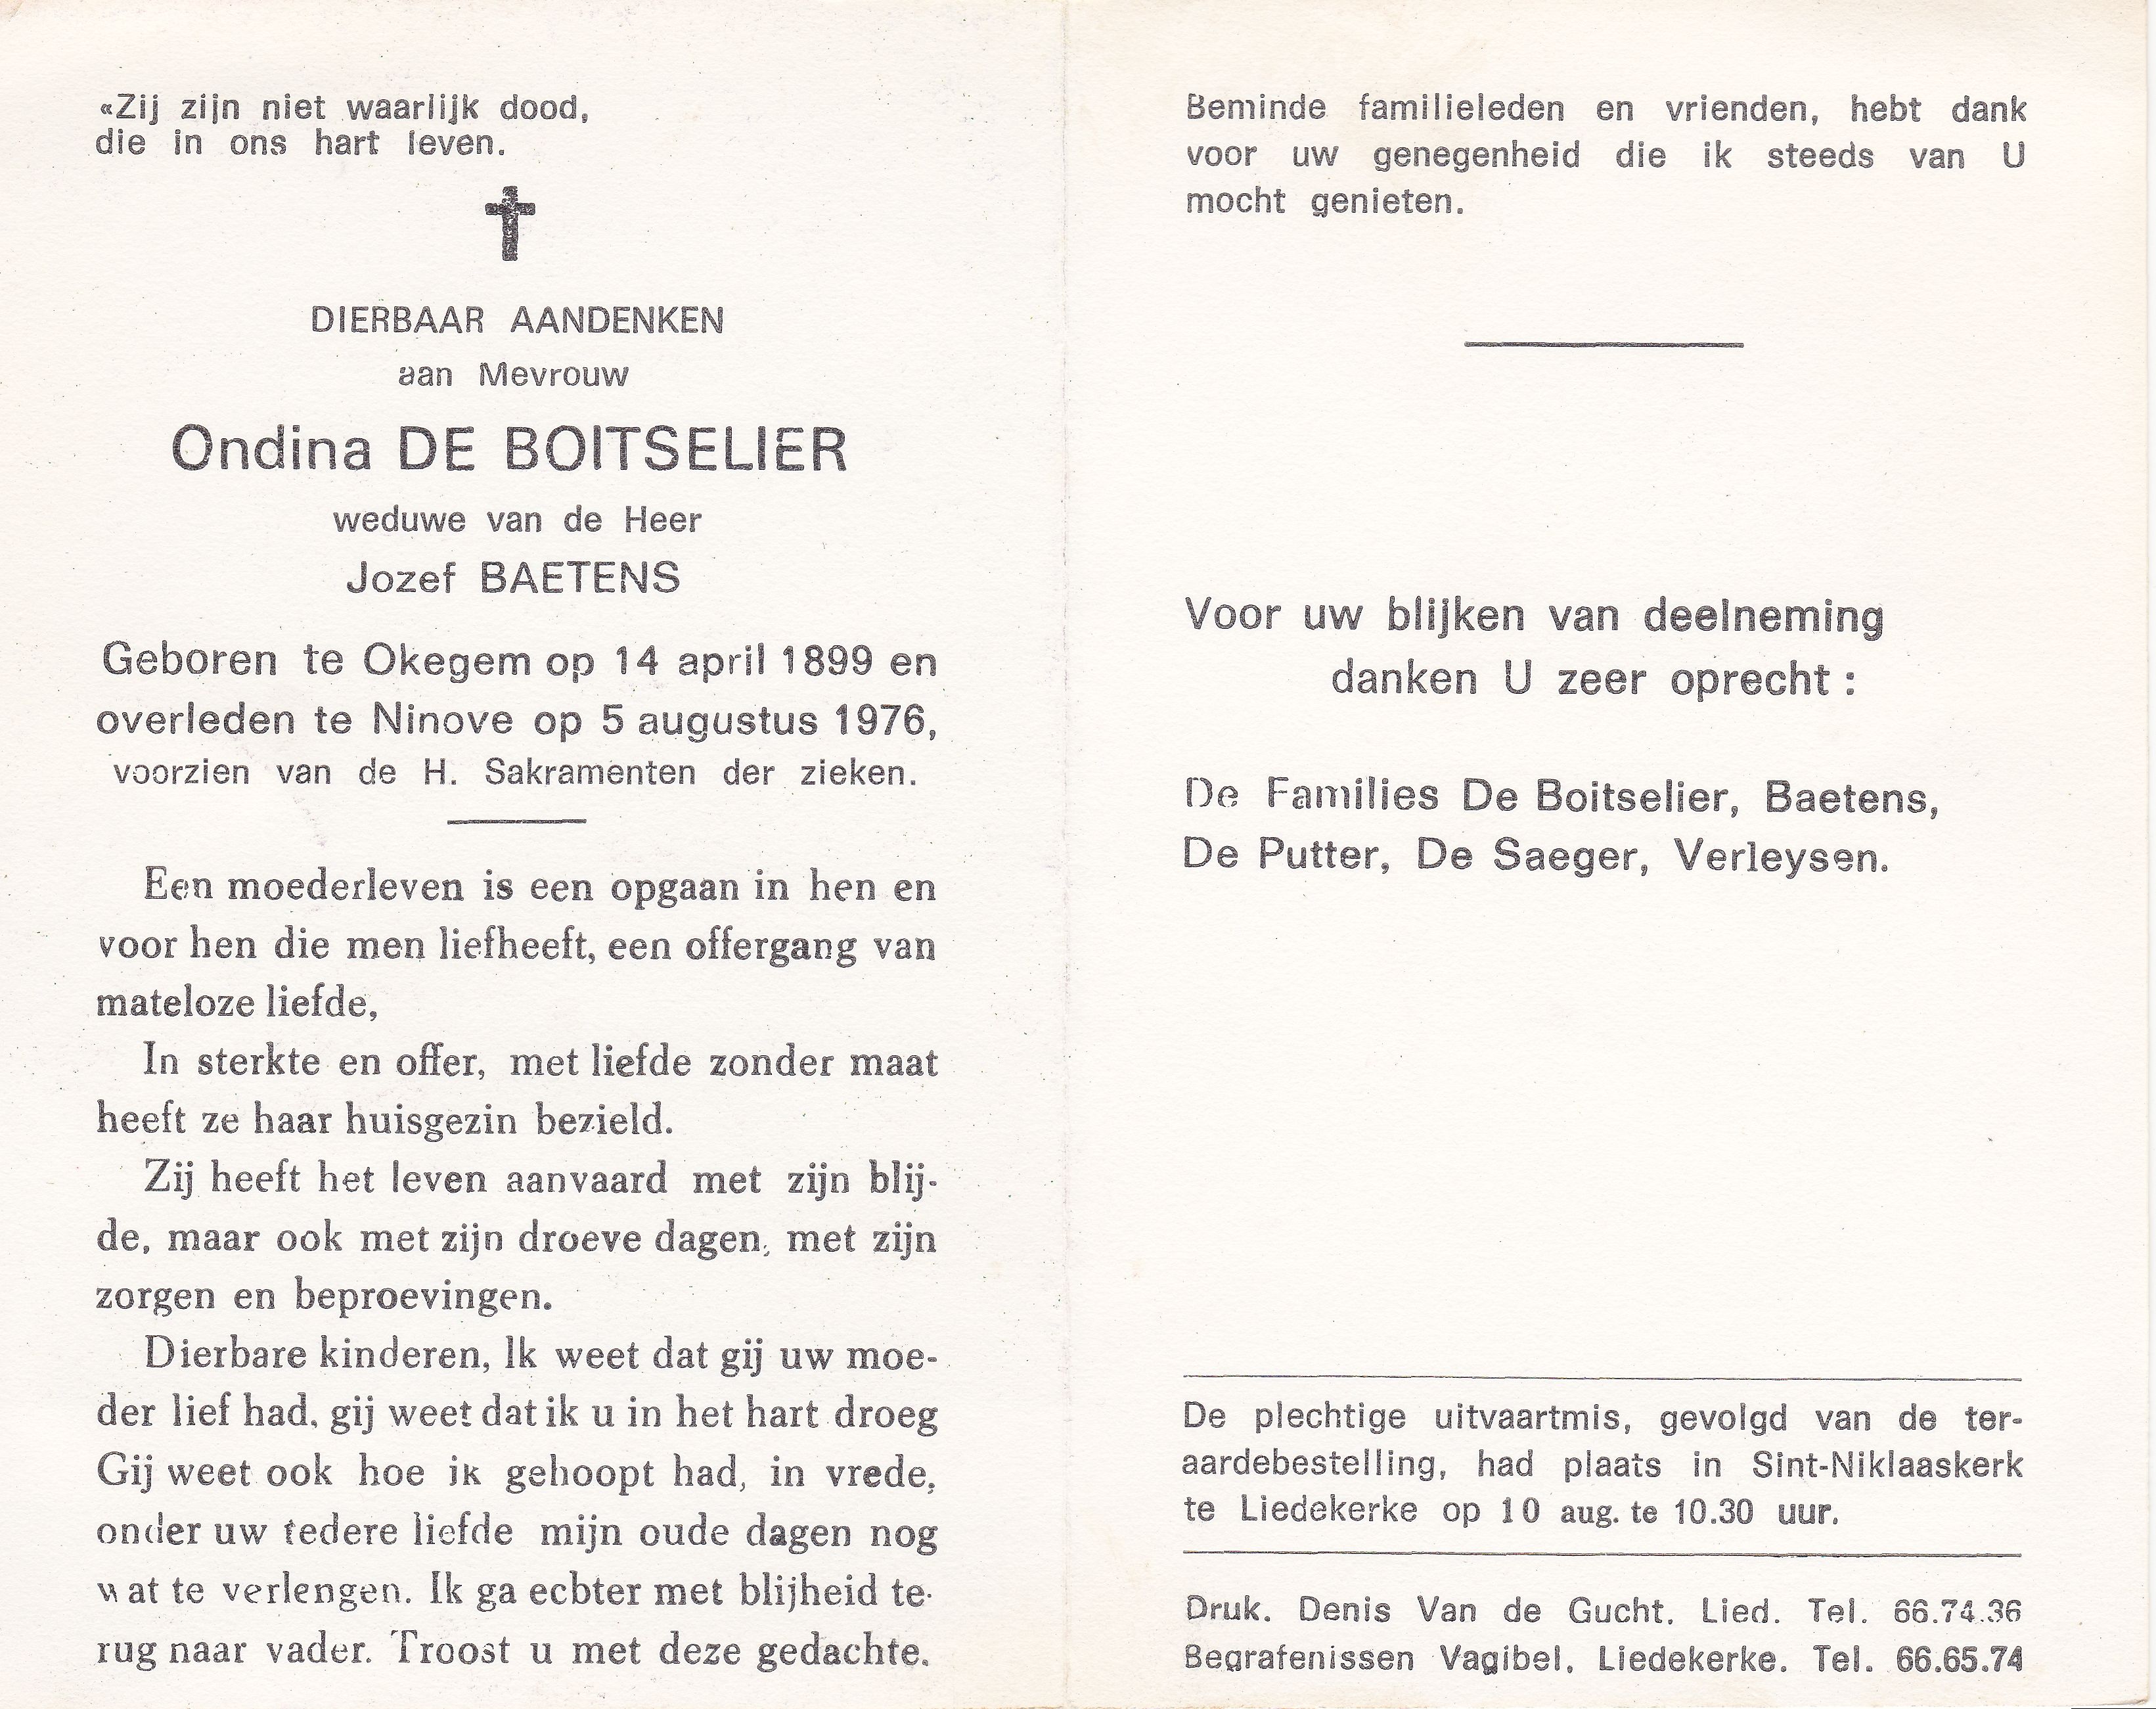 «Zij zijn niet waarlijk dood,
die in ons hart leven.
DIERBAAR AANDENKEN
aan Mevrouw
Ondina DE BOITSELIER
weduwe van de Heer
Jozef BAETENS
Geboren te Okegem op 14 april 1899 en
overleden te Ninove op 5 augustus 1976,
voorzien van de H. Sakramenten der zieken.
Een moederleven is een opgaan in hen en
voor hen die men liefheeft, een offergang van
mateloze liefde,
In sterkte en offer, met liefde zonder maat
heeft ze haar huisgezin bezield.
Zij heeft het leven aanvaard met zijn blij-
de, maar ook met zijn droeve dagen, met zijn
zorgen en beproevingen.
Dierbare kinderen, Ik weet dat gij uw moe-
der lief had, gij weet dat ik u in het hart droeg
Gij weet ook hoe ik gehoopt had, in vrede,
onder uw tedere liefde mijn oude dagen nog
wat te verlengen. Ik ga ecbter met blijheid te-
rug naar vader. Troost u met deze gedachte.
Beminde familieleden en vrienden, hebt dank
voor uw genegenheid die ik steeds van U
mocht genieten.
Voor uw blijken van deelneming
danken U zeer oprecht :
De Families De Boitselier, Baetens,
De Putter, De Saeger, Verleysen.
De plechtige uitvaartmis, gevolgd van de ter-
aardebestelling, had plaats in Sint-Niklaaskerk
te Liedekerke op 10 aug. te 10.30 uur.
Druk. Denis Van de Gucht. Lied. Tel. 66.74.36
Begrafenissen Vagibel, Liedekerke. Tel. 66.65.74